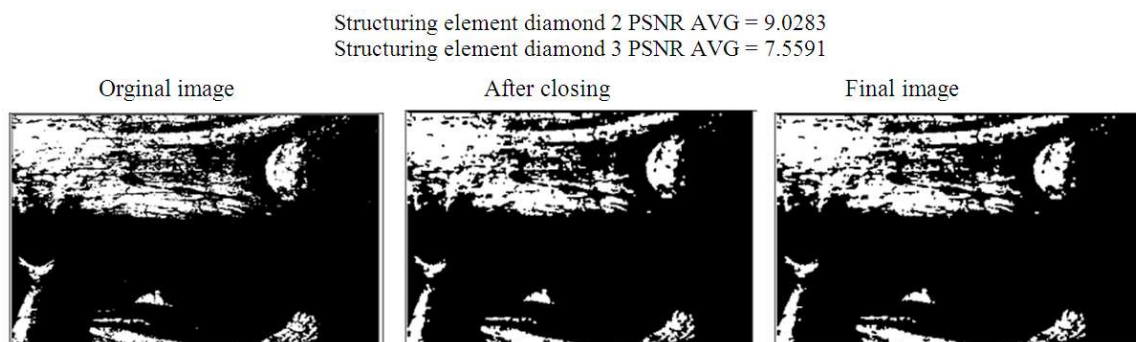 Structuring element diamond 2 PSNR AVG = 9.0283
Structuring element diamond 3 PSNR AVG = 7.5591
Orginal image
After closing
Final image